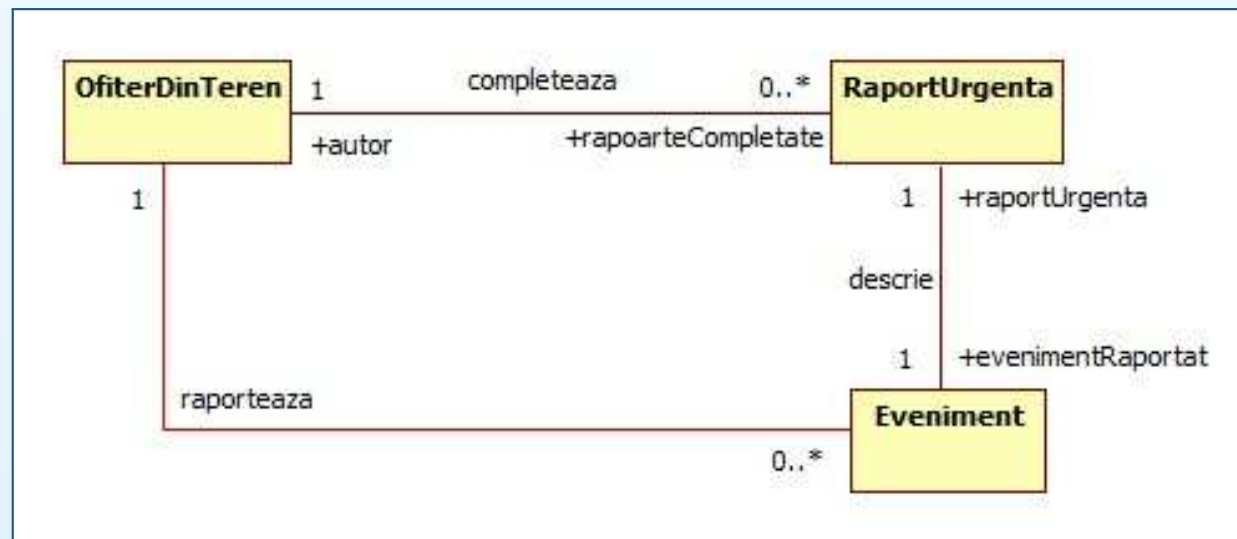 OfiterDinTeren
1
completeaza
0..*
RaportUrgenta
+autor
+rapoarteCompletate
1
1
+raportUrgenta
descrie
1
+evenimentRaportat
raporteaza
Eveniment
0..*